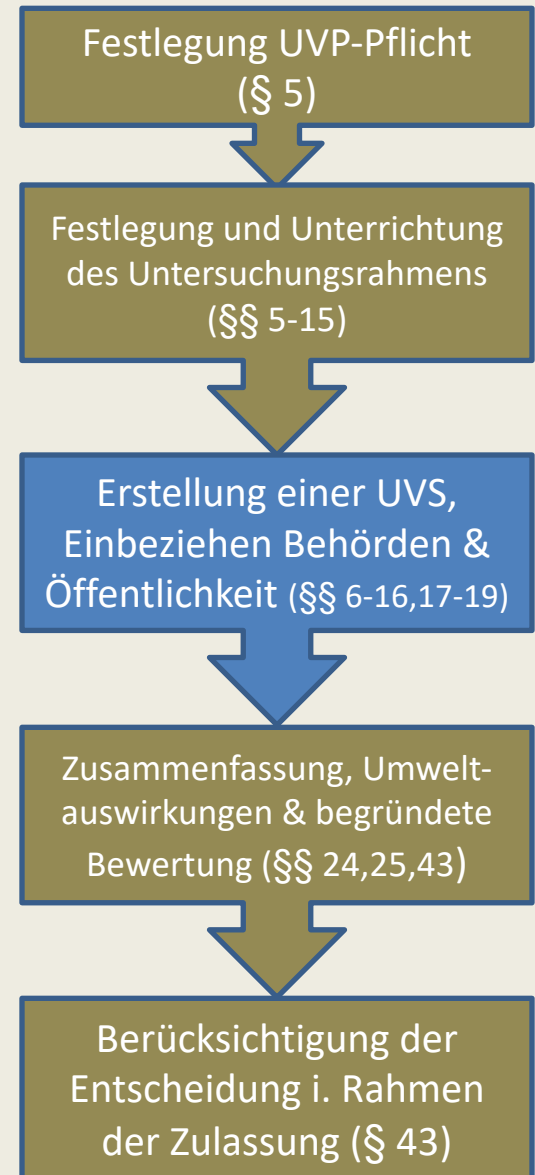 Festlegung UVP-Pflicht
(§ 5)
Festlegung und Unterrichtung
des Untersuchungsrahmens
(§§ 5-15)
Erstellung einer UVS,
Einbeziehen Behörden &
Öffentlichkeit (§§ 6-16,17-19)
Zusammenfassung, Umwelt-
auswirkungen & begründete
Bewertung (§§ 24,25,43)
Berücksichtigung der
Entscheidung i. Rahmen
der Zulassung (§ 43)